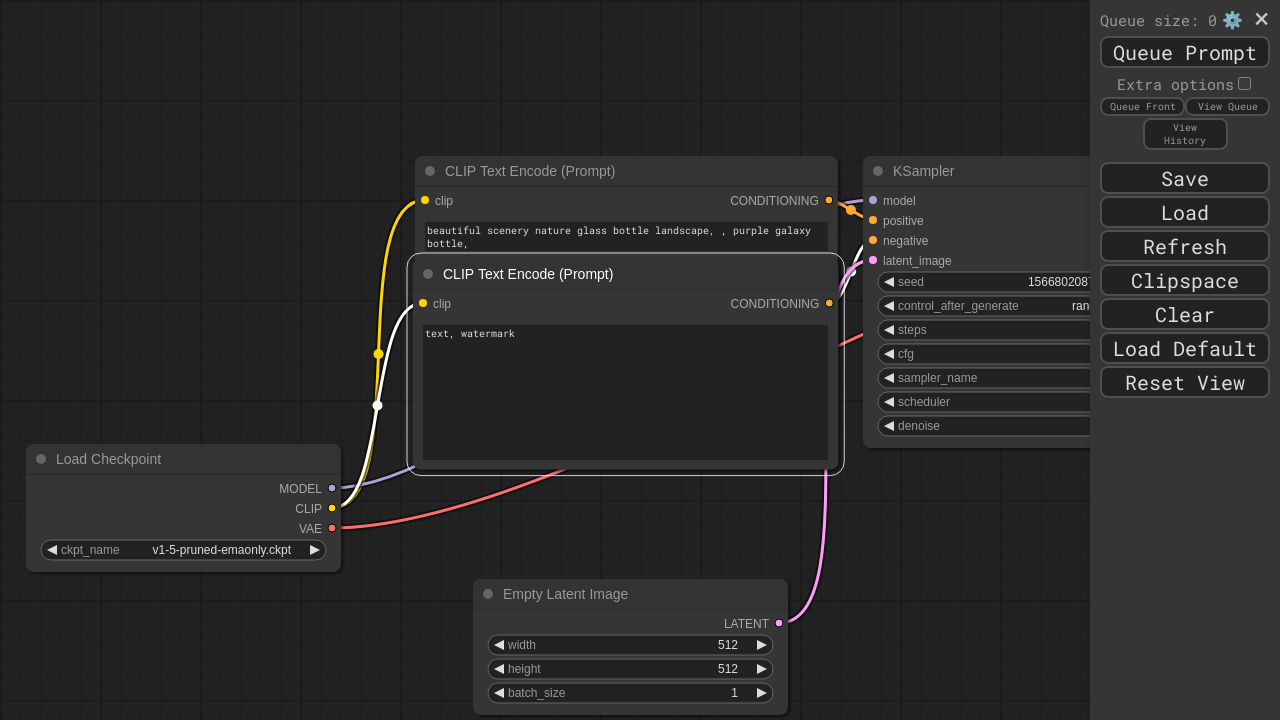 Queue size: 0
Queue Prompt
Extra options
Queue Front
View Queue
View
History
Save
Load
Refresh
Clipspace
Clear
Load Default
Reset View
CLIP Text Encode (Prompt)
clip
CONDITIONING
beautiful scenery nature glass bottle landscape, , purple galaxy
bottle,
CLIP Text Encode (Prompt)
clip
CONDITIONING
text, watermark
KSampler
model
positive
negative
latent_image
seed
control_after_generate
steps
cfg
sampler_name
scheduler
denoise
Load Checkpoint
MODEL
CLIP
VAE
ckpt_name v1-5-pruned-emaonly.ckpt
Empty Latent Image
LATENT
width 512
height 512
batch_size 1